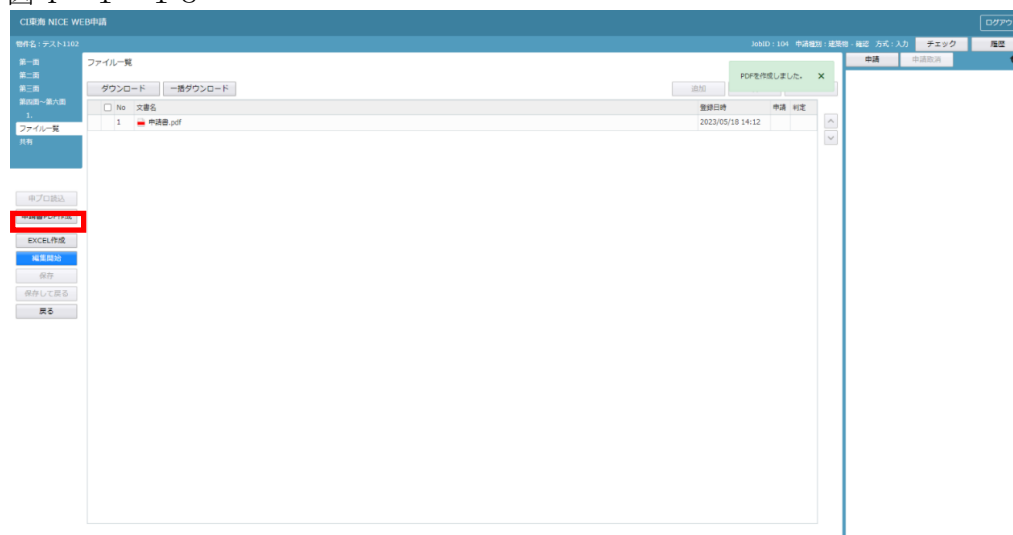 CI東海 NICE WEB申請
ログアウ
物件名：テスト1102
JobID：104 申請種別：建築物 - 確認 方式：入力 チェック 履歴
第一面
第二面
第三面
第四面～第六面
1.
ファイル一覧
共有
ファイル一覧
PDFを作成しました。 ×
申請 申請取消
ダウンロード 一括ダウンロード 追加
No 文書名 登録日時 申請 判定
1 申請書.pdf 2023/05/18 14:12
申プロ読込
申請書PDF作成
EXCEL作成
編集開始
保存
保存して戻る
戻る